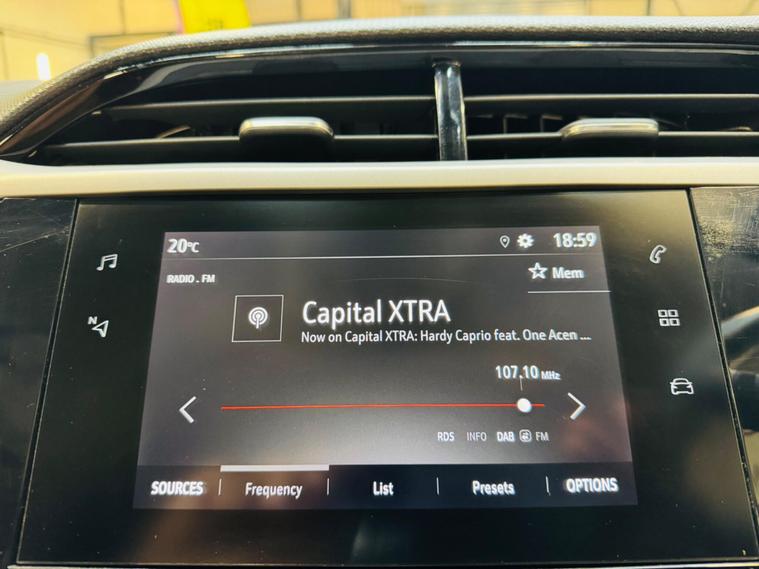 20°C 18:59
RADIO . FM
Mem
Capital XTRA
Now on Capital XTRA: Hardy Caprio feat. One Acen ...
107.10 MHz
N
RDS INFO DAB FM
SOURCES Frequency List Presets OPTIONS